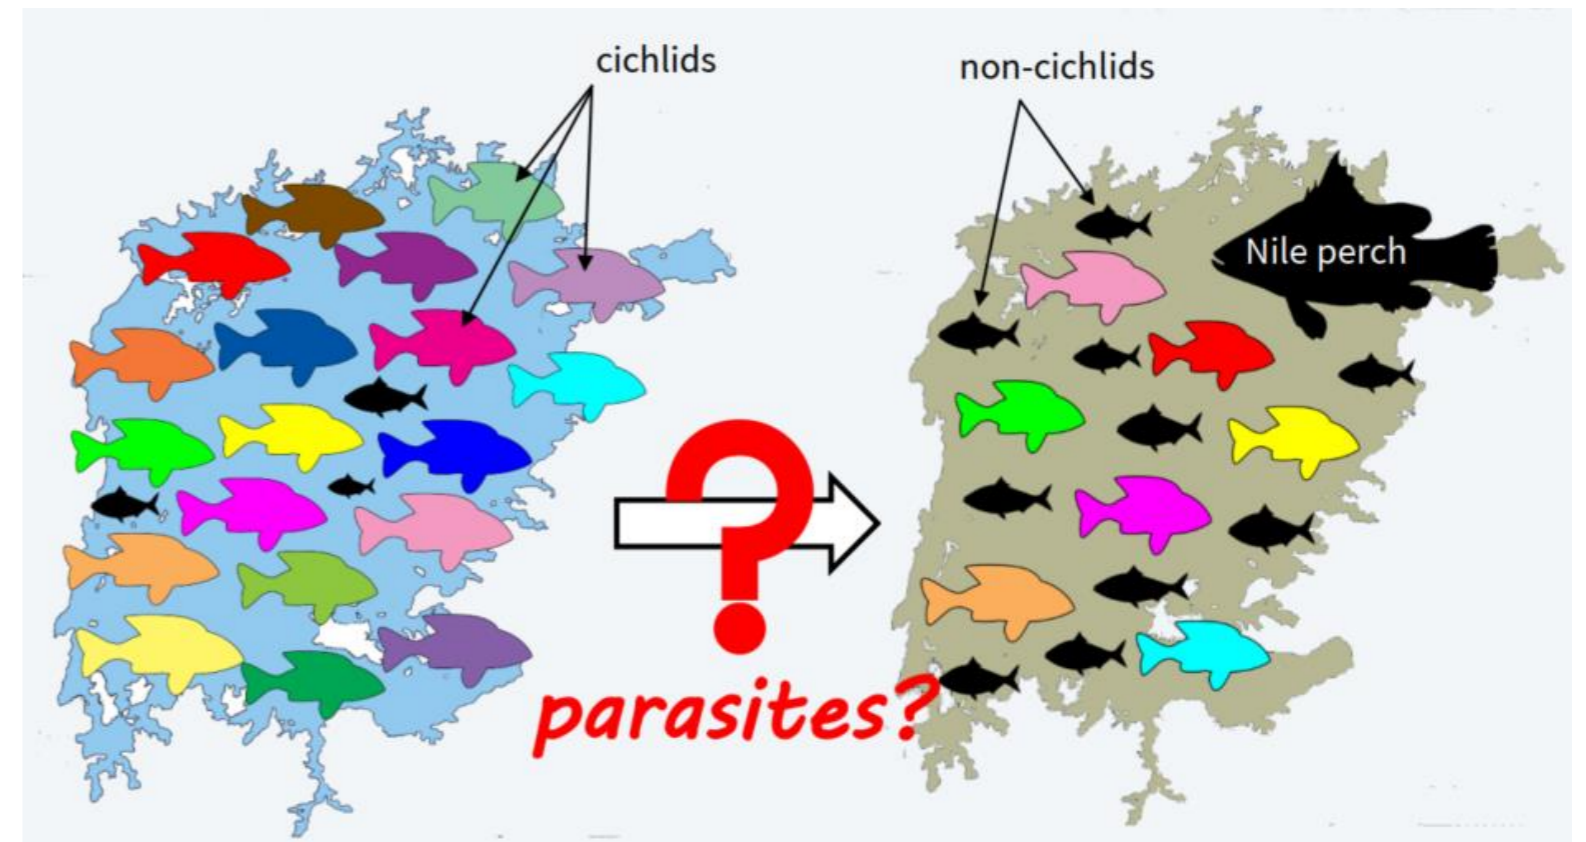 cichlids
non-cichlids
Nile perch
?
parasites?